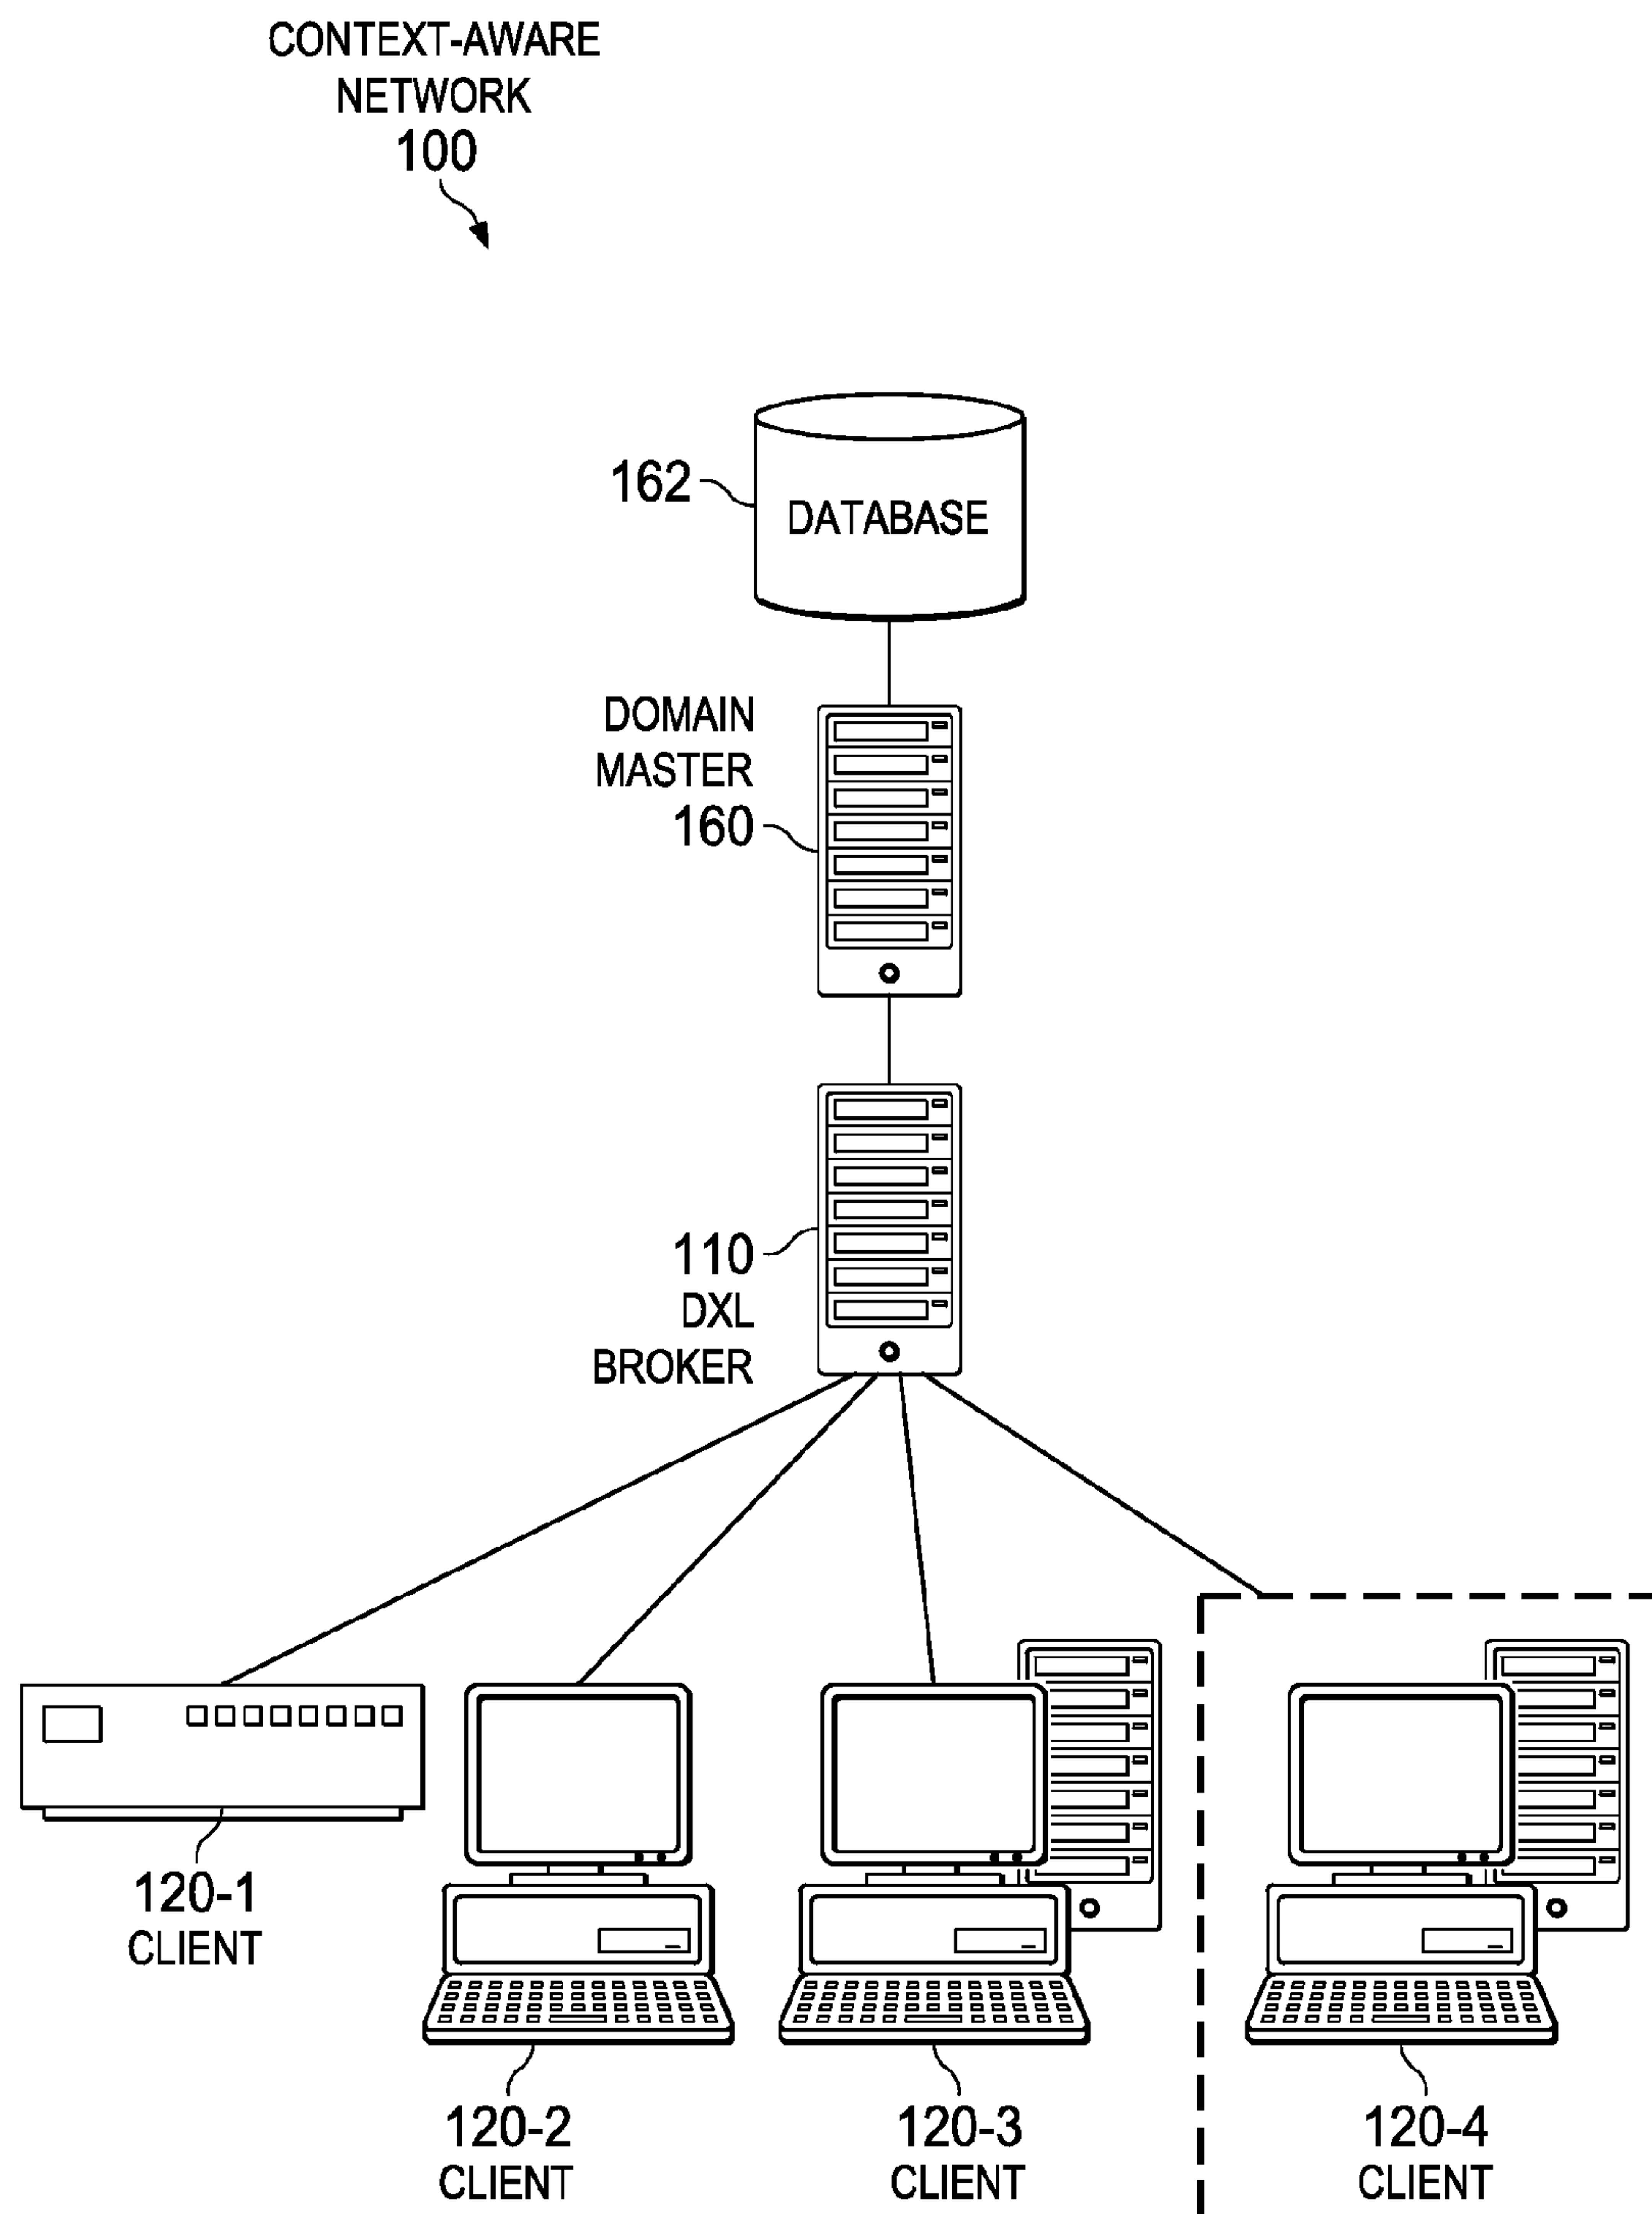 CONTEXT-AWARE
NETWORK
100
162
DATABASE
DOMAIN
MASTER
160
110
DXL
BROKER
120-1
CLIENT
120-2
CLIENT
120-3
CLIENT
120-4
CLIENT